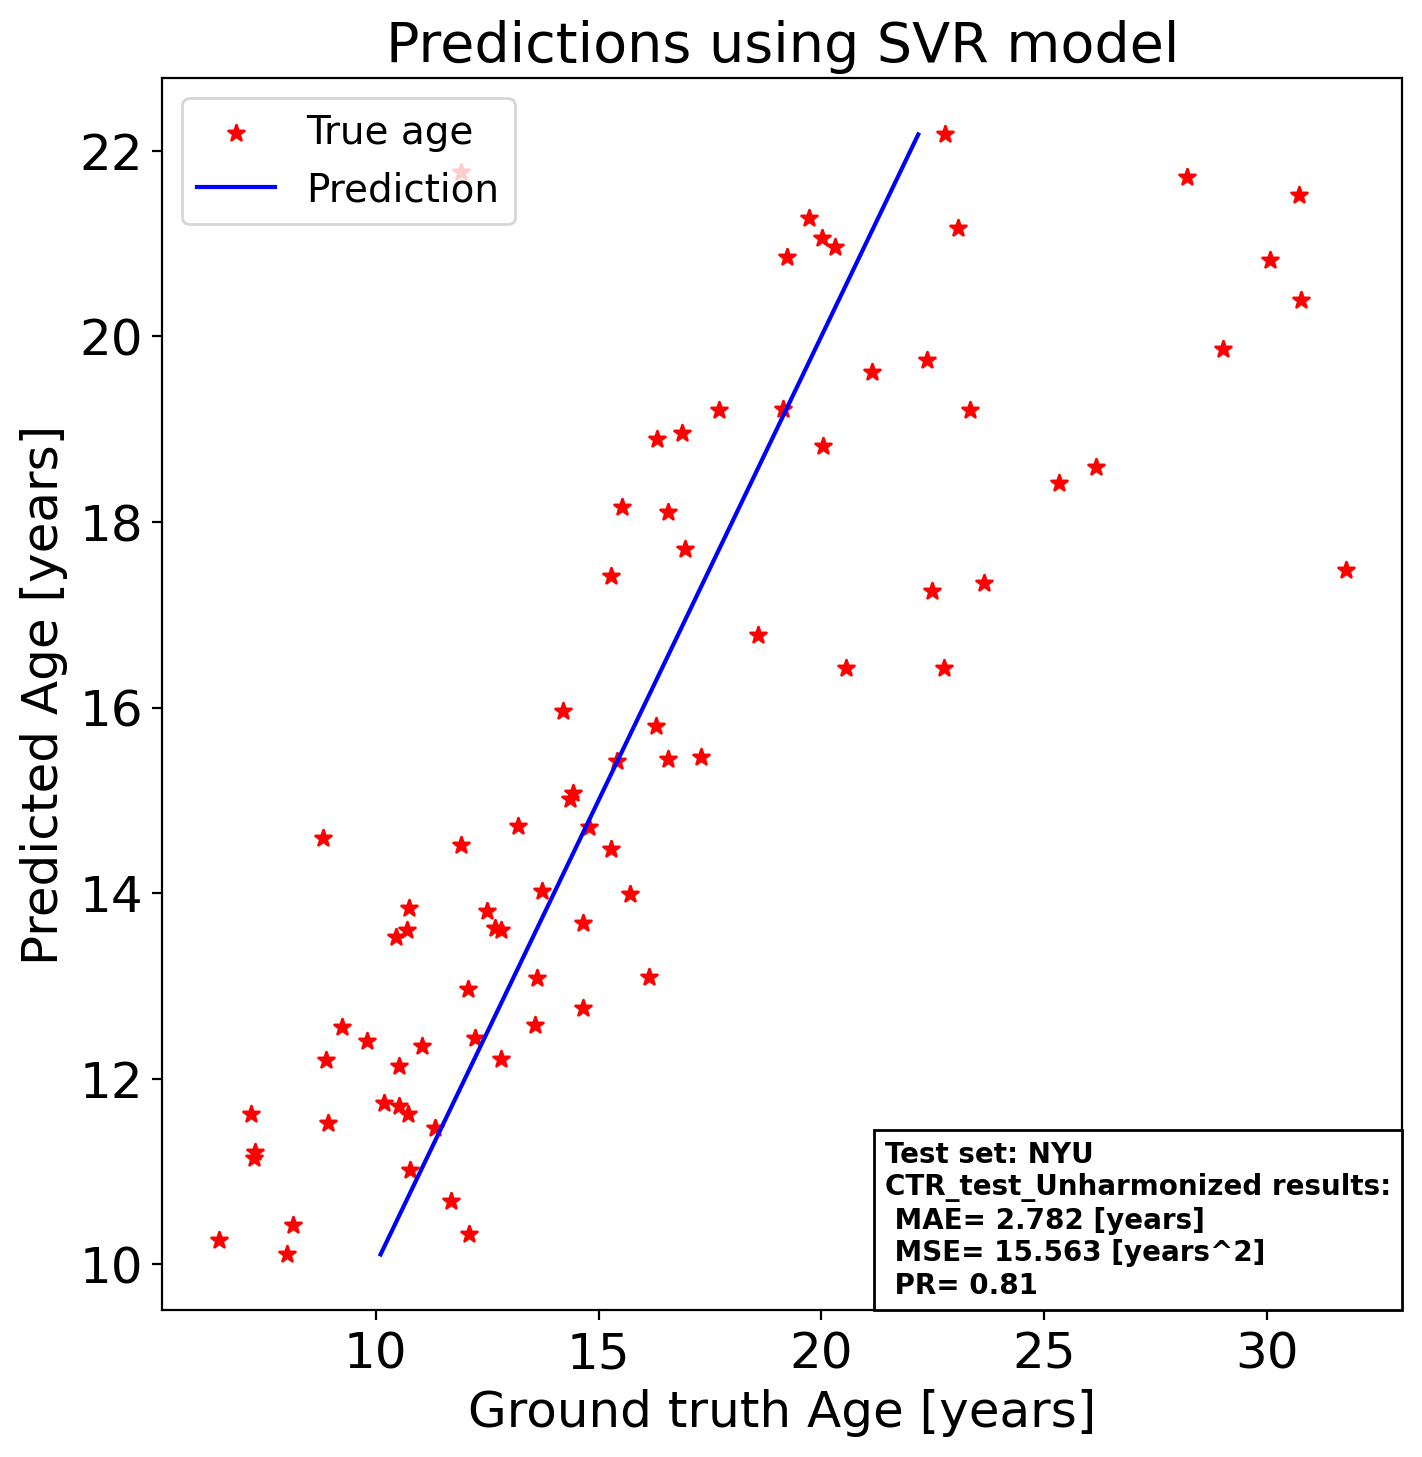 Predictions using SVR model
True age
Prediction
22
20
18
16
14
12
10
Predicted Age [years]
Test set: NYU
CTR_test_Unharmonized results:
MAE= 2.782 [years]
MSE= 15.563 [years^2]
PR= 0.81
10 15 20 25 30
Ground truth Age [years]